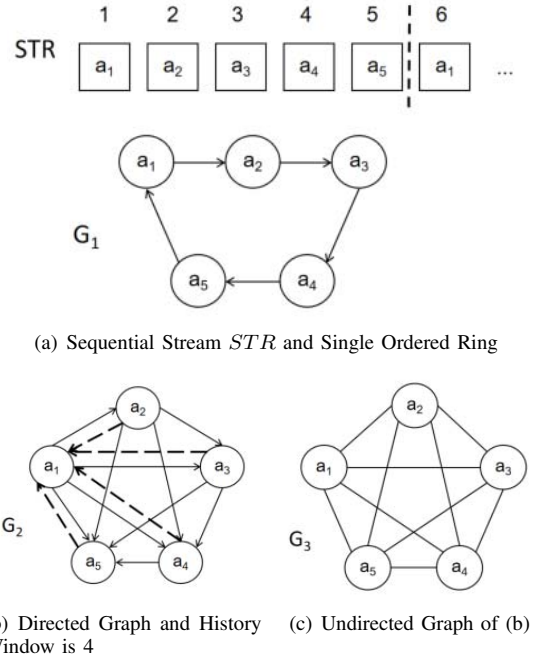 1 2 3 4 5 6
STR a1 a2 a3 a4 a5 a1 ...
a1 a2 a3
G1
a5 a4
(a) Sequential Stream STR and Single Ordered Ring
a2
a1 a3
G2
a5 a4
) Directed Graph and History
indow is 4
a2
a1 a3
G3
a5 a4
(c) Undirected Graph of (b)